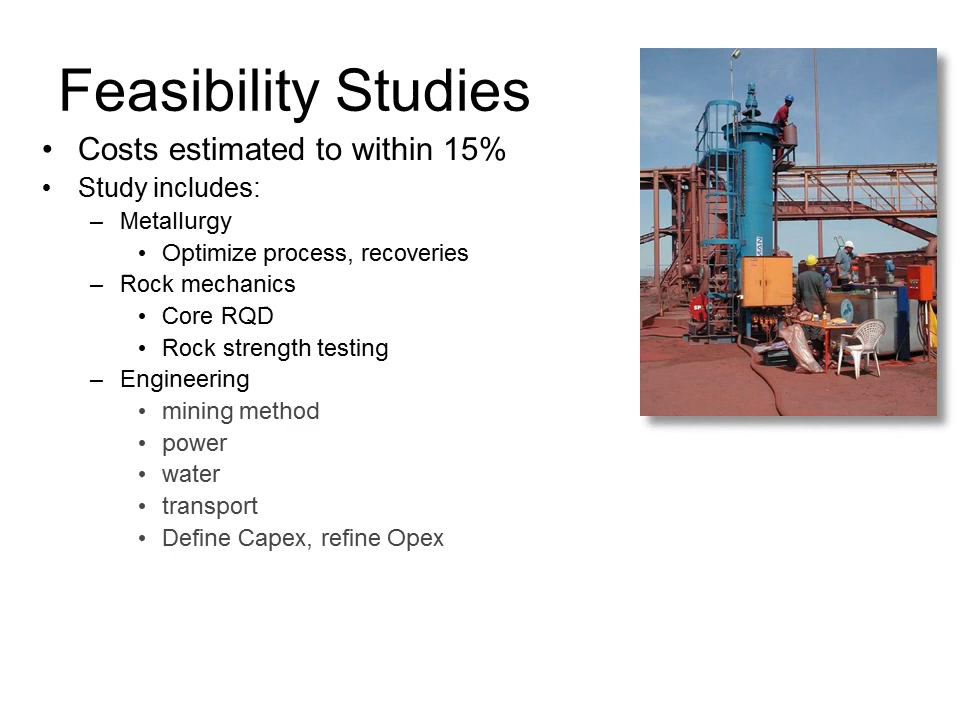 Feasibility Studies
• Costs estimated to within 15%
• Study includes:
– Metallurgy
• Optimize process, recoveries
– Rock mechanics
• Core RQD
• Rock strength testing
– Engineering
• mining method
• power
• water
• transport
• Define Capex, refine Opex